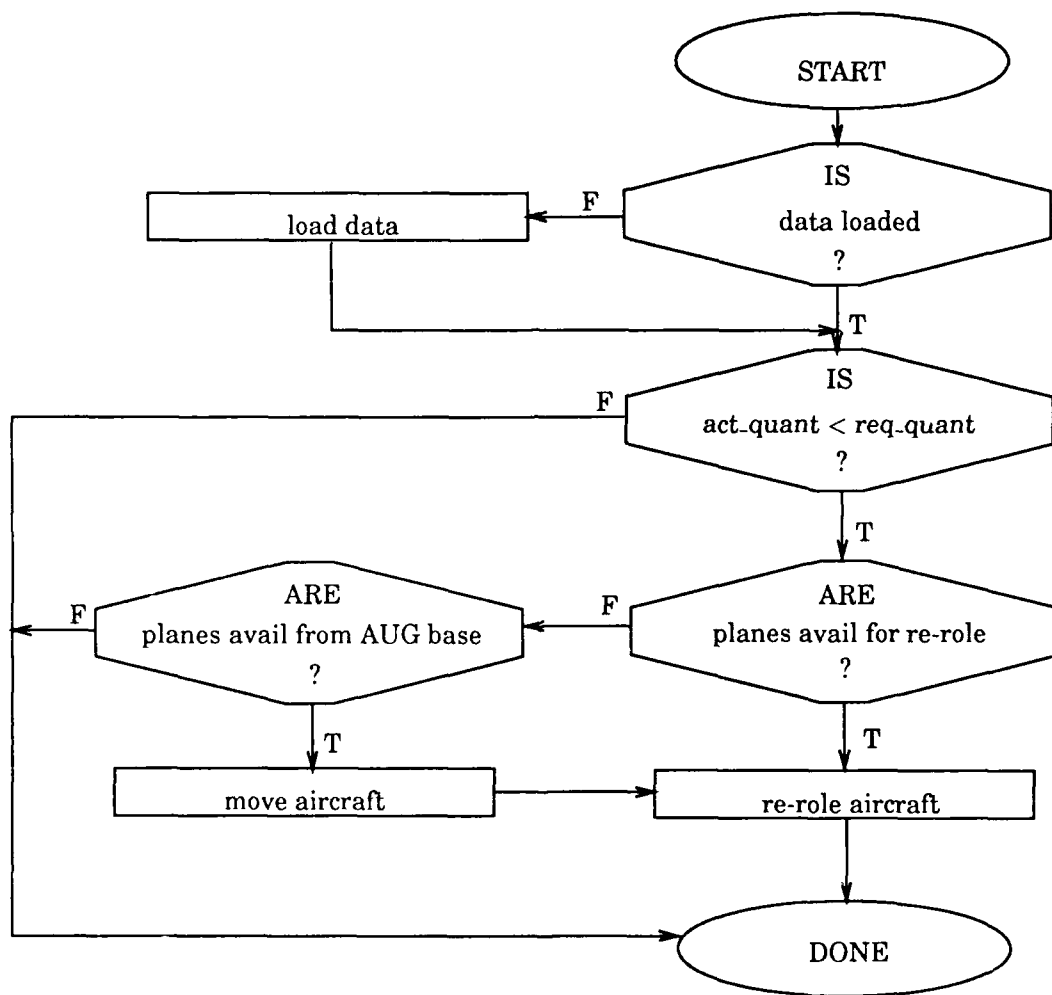 START
IS
data loaded
?
F
load data
T
IS
act_quant < req_quant
?
F
T
ARE
planes avail for re-role
?
F
ARE
planes avail from AUG base
?
F
T
T
move aircraft
re-role aircraft
DONE